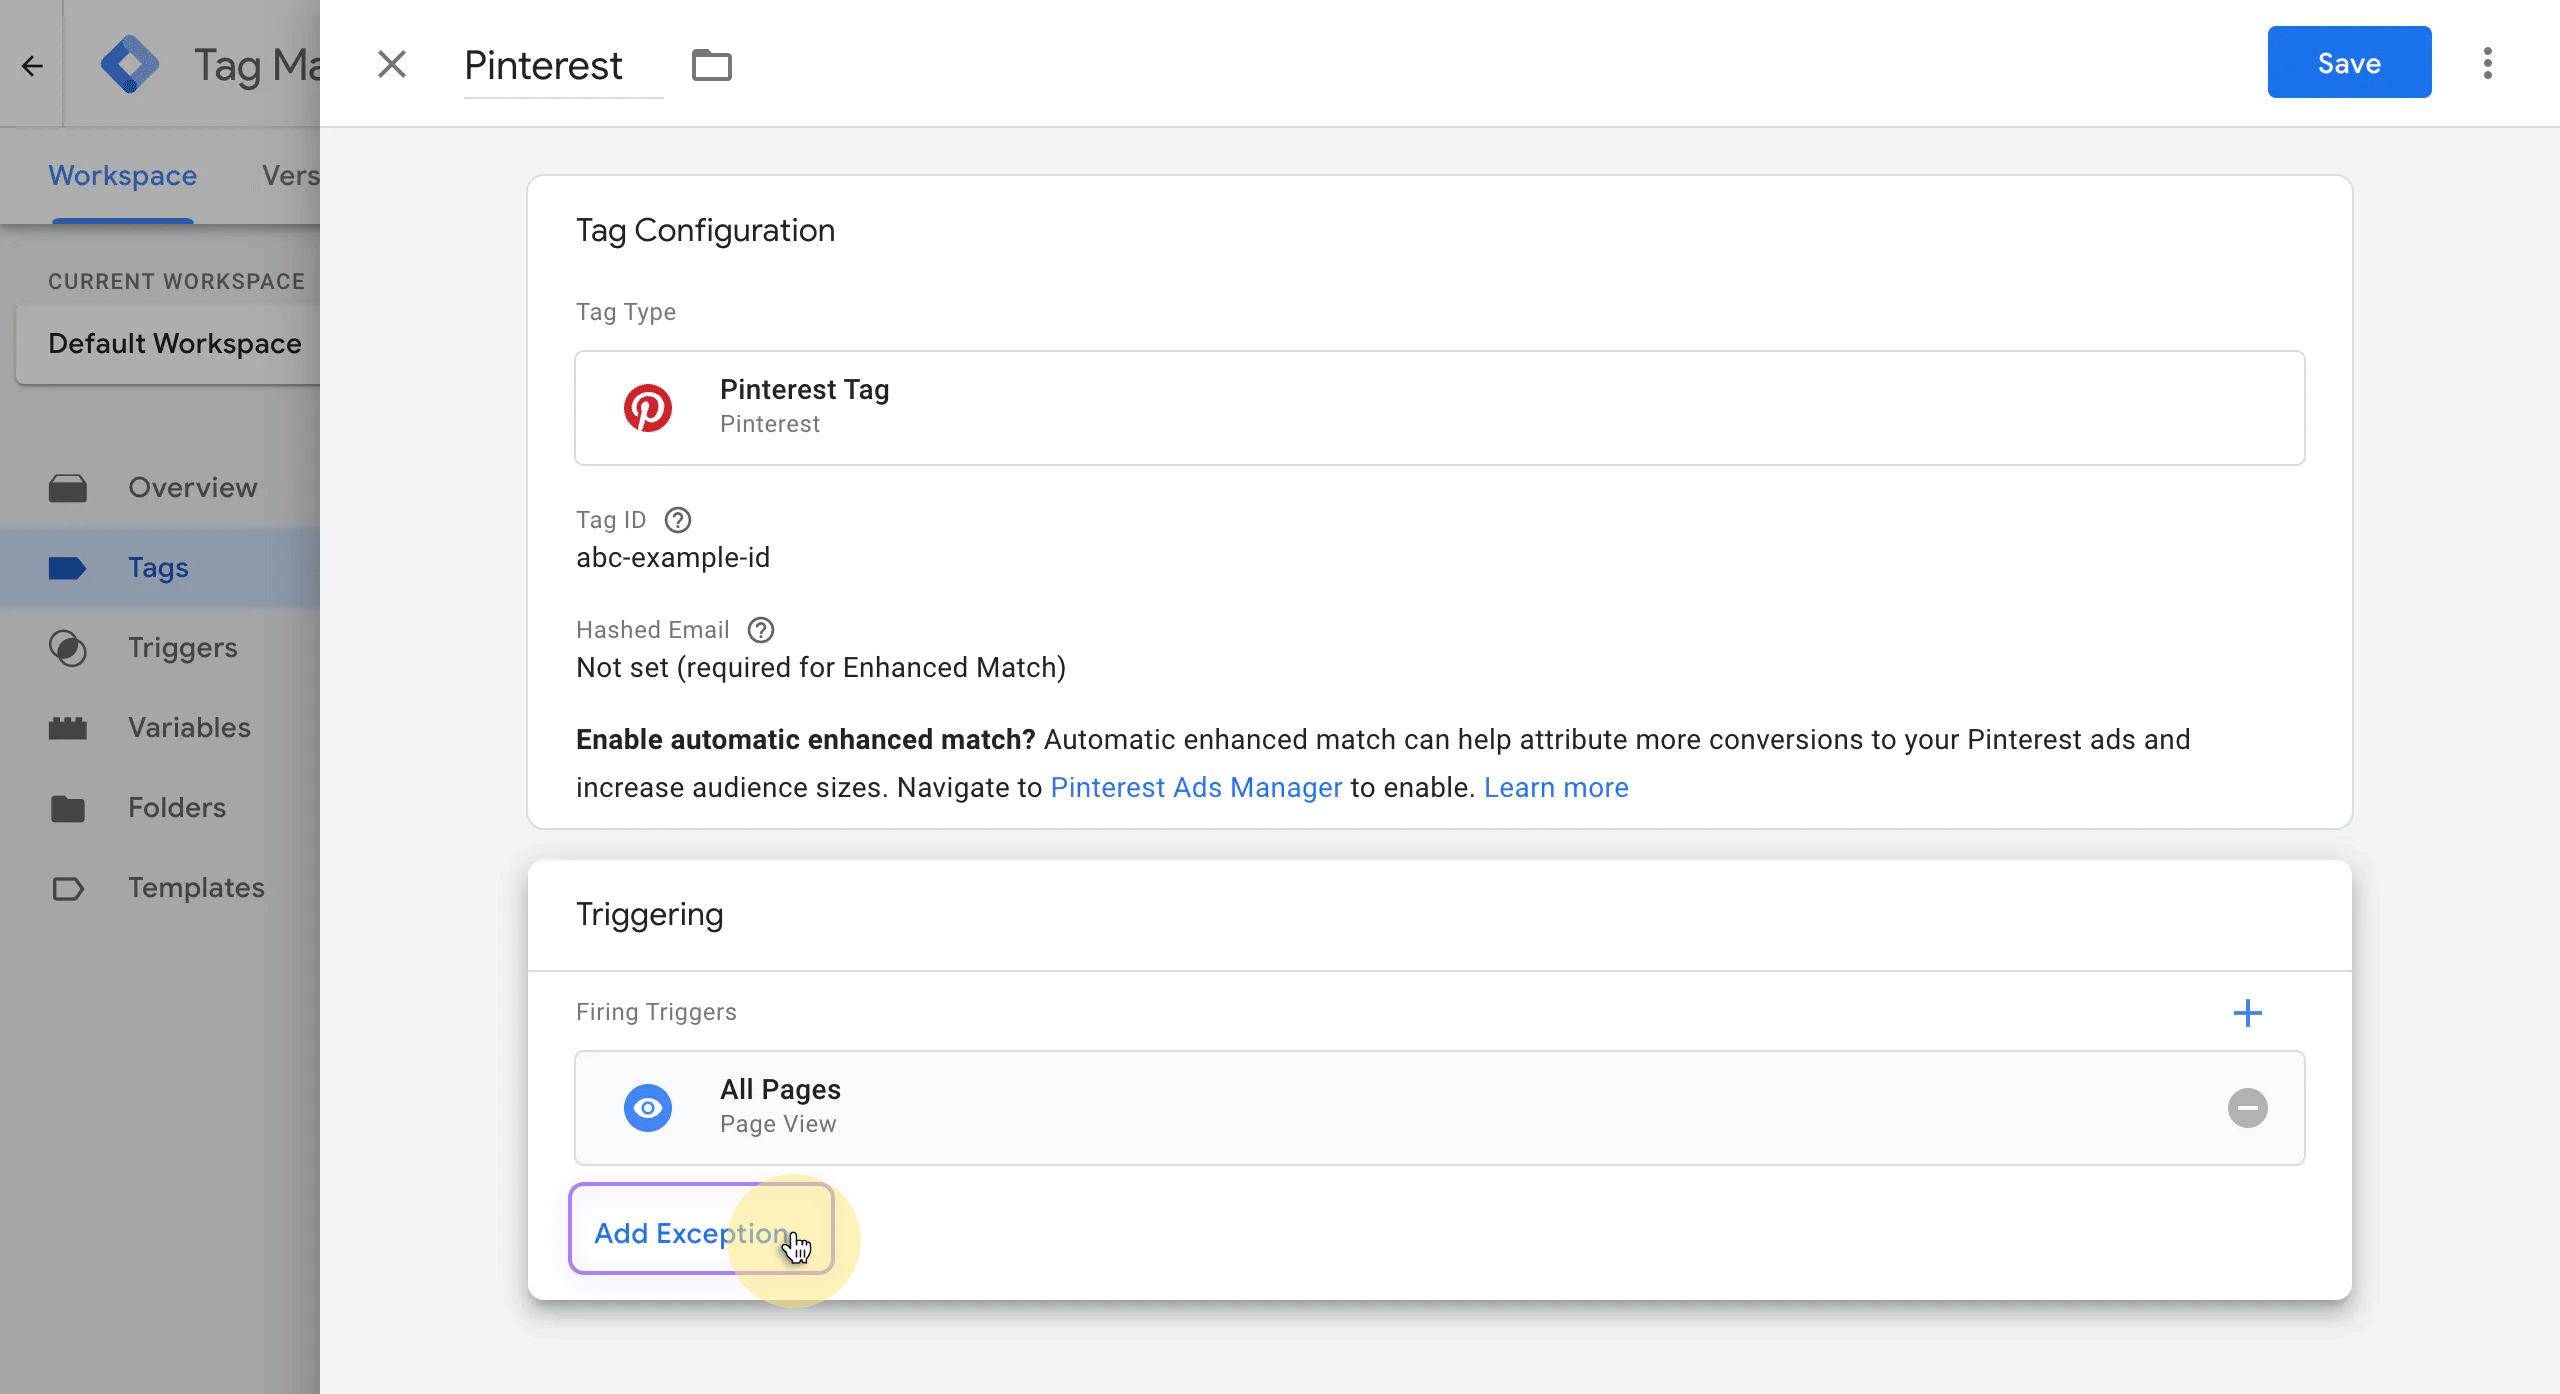 Tag Ma
Pinterest
Save
Workspace
Vers
CURRENT WORKSPACE
Default Workspace
Overview
Tags
Triggers
Variables
Folders
Templates
Tag Configuration
Tag Type
Pinterest Tag
Pinterest
Tag ID
abc-example-id
Hashed Email
Not set (required for Enhanced Match)
Enable automatic enhanced match? Automatic enhanced match can help attribute more conversions to your Pinterest ads and
increase audience sizes. Navigate to Pinterest Ads Manager to enable. Learn more
Triggering
Firing Triggers
All Pages
Page View
Add Exception